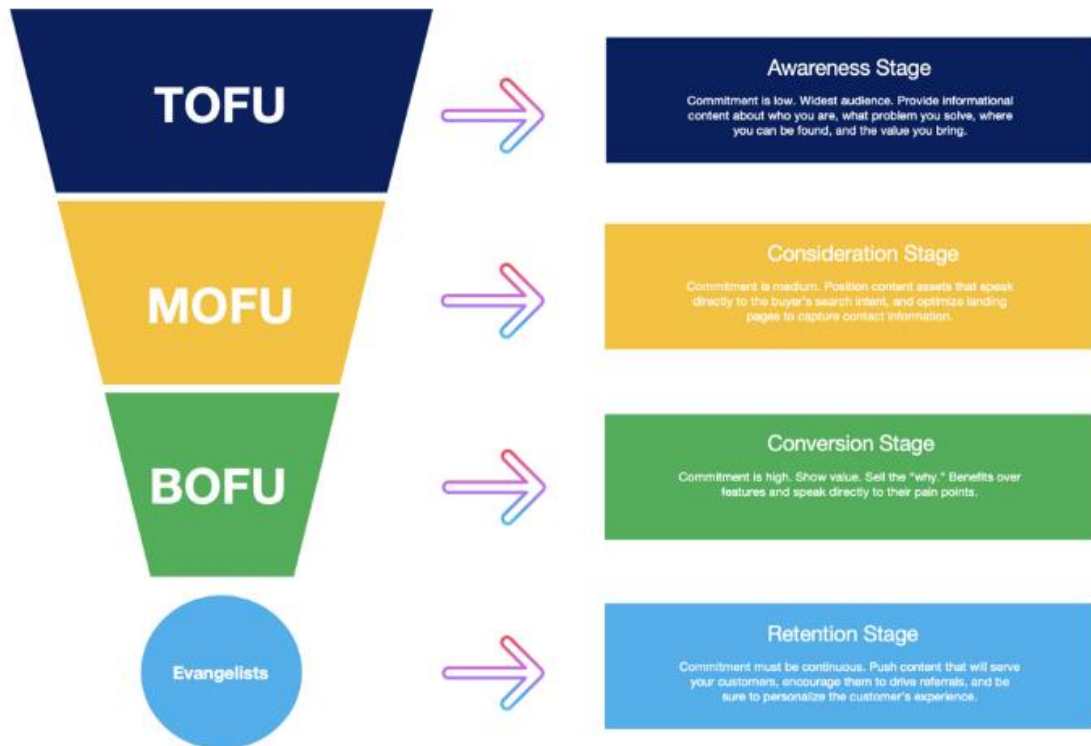 TOFU
Awareness Stage
Commitment is low. Widest audience. Provide informational
content about who you are, what problem you solve, where
you can be found, and the value you bring.
MOFU
Consideration Stage
Commitment is medium. Position content assets that speak
directly to the buyer's search intent, and optimize landing
pages to capture contact information.
BOFU
Conversion Stage
Commitment is high. Show value. Sell the "why." Benefits over
features and speak directly to their pain points.
Evangelists
Retention Stage
Commitment must be continuous. Push content that will serve
your customers, encourage them to drive referrals, and be
sure to personalize the customer's experience.